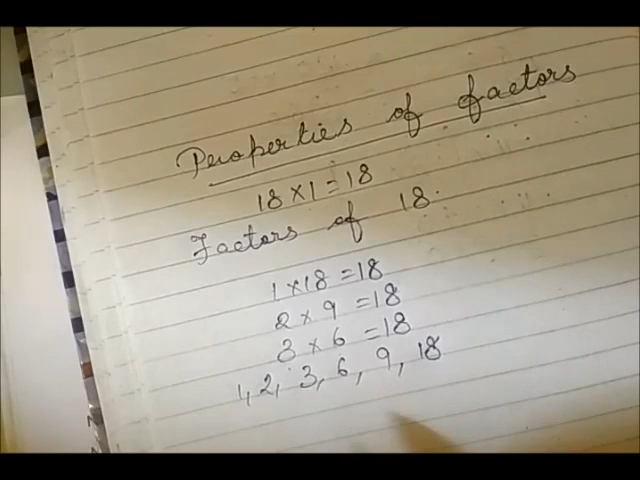 Properties of factors
18 × 1 = 18
Factors of 18.
1 × 18 = 18
2 × 9 = 18
3 × 6 = 18
1, 2, 3, 6, 9, 18